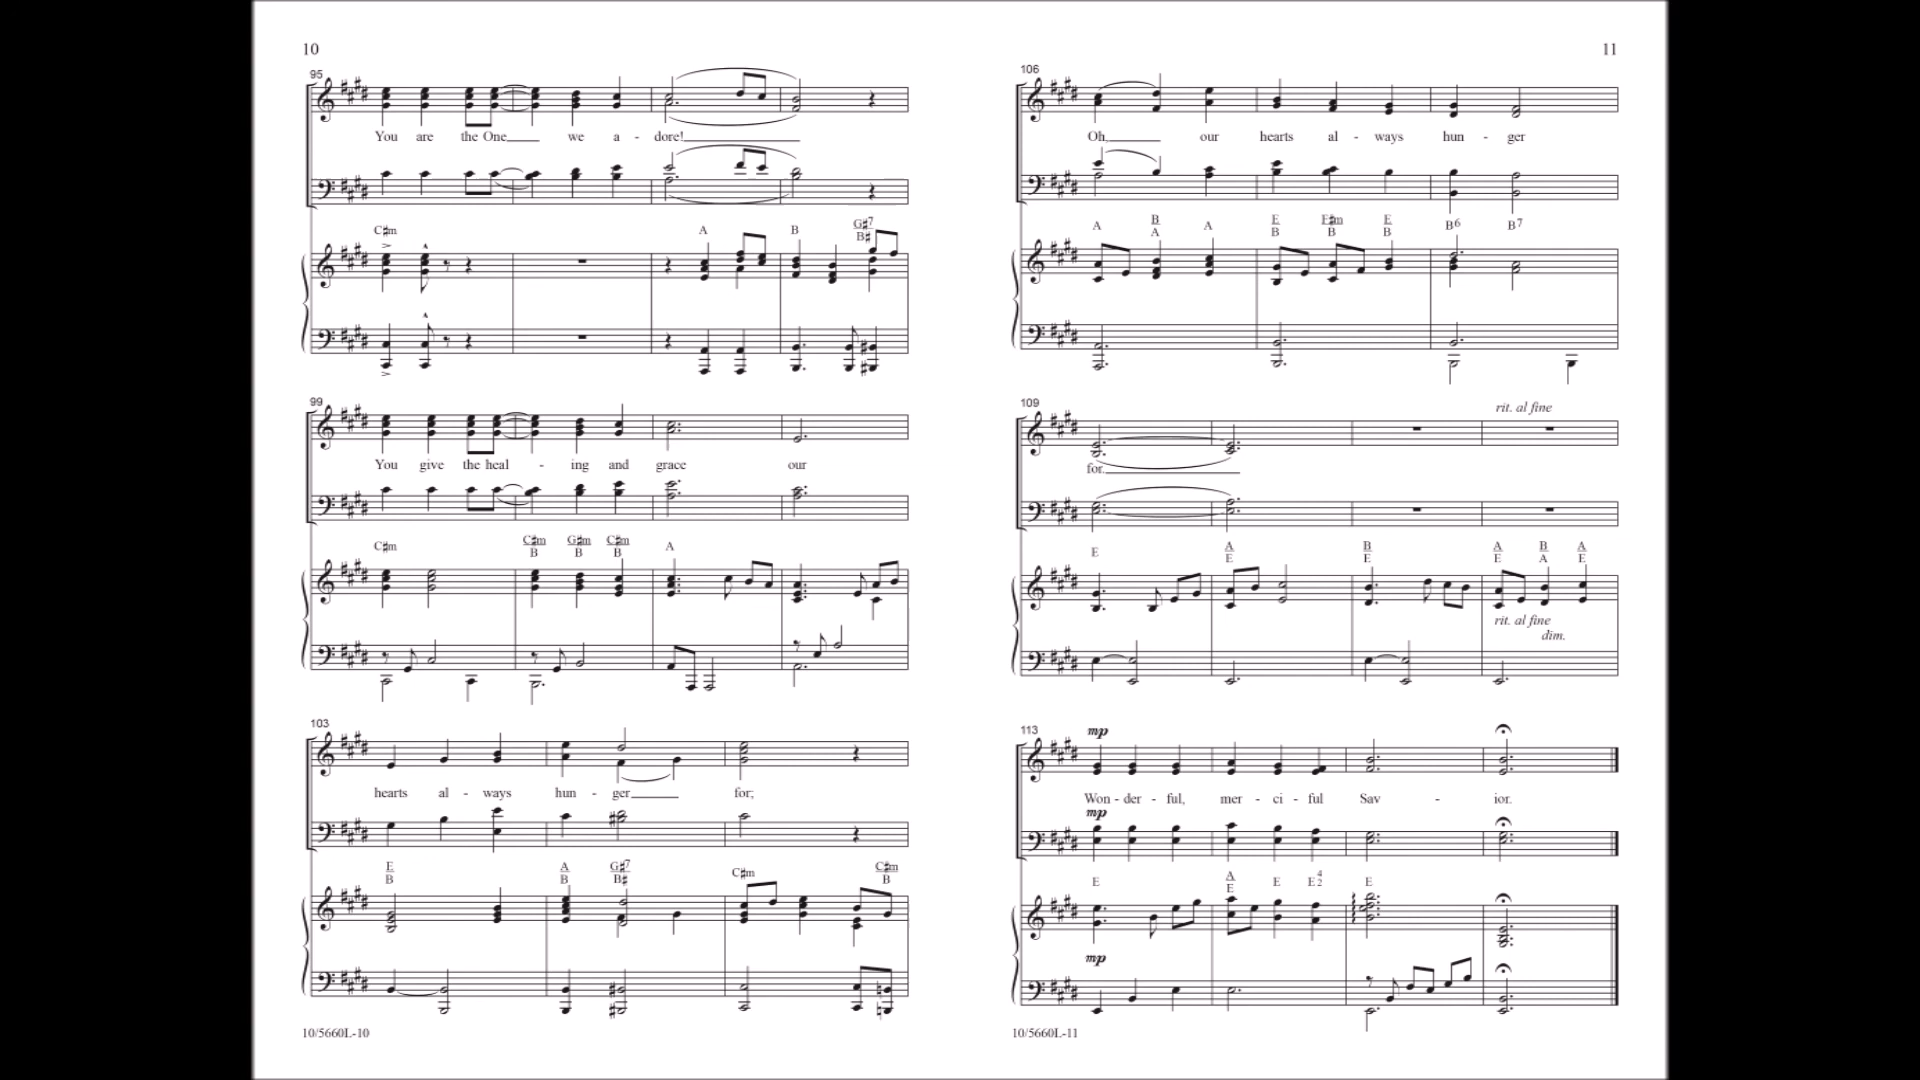 10
95
You are the One we a - dore!
C♯m A B G♯7/B♯
99
You give the heal - ing and grace our
C♯m C♯m/B G♯m/B C♯m/B A
103
hearts al - ways hun - ger for;
E/B A/B G♯7/B♯ C♯m C♯m/B
10/5660L-10
11
106
Oh, our hearts al - ways hun - ger
A B/A A E/B F♯m/B E/B B6 B7
109
rit. al fine
for.
E A/E B/E A/E B/A A/E
rit. al fine
dim.
113
mp
Won - der - ful, mer - ci - ful Sav - ior.
mp
E A/E E E42 E
mp
10/5660L-11